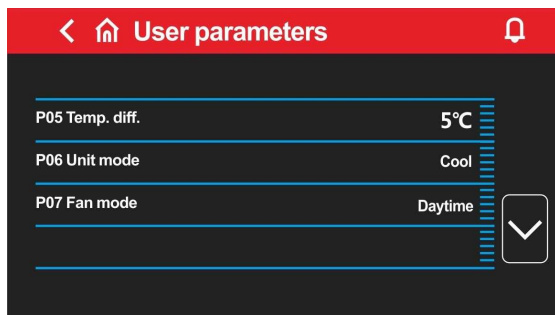 User parameters
P05 Temp. diff. 5℃
P06 Unit mode Cool
P07 Fan mode Daytime